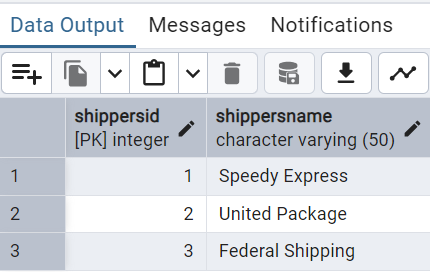 Data Output Messages Notifications
shippersid shippersname
[PK] integer character varying (50)
1 1 Speedy Express
2 2 United Package
3 3 Federal Shipping